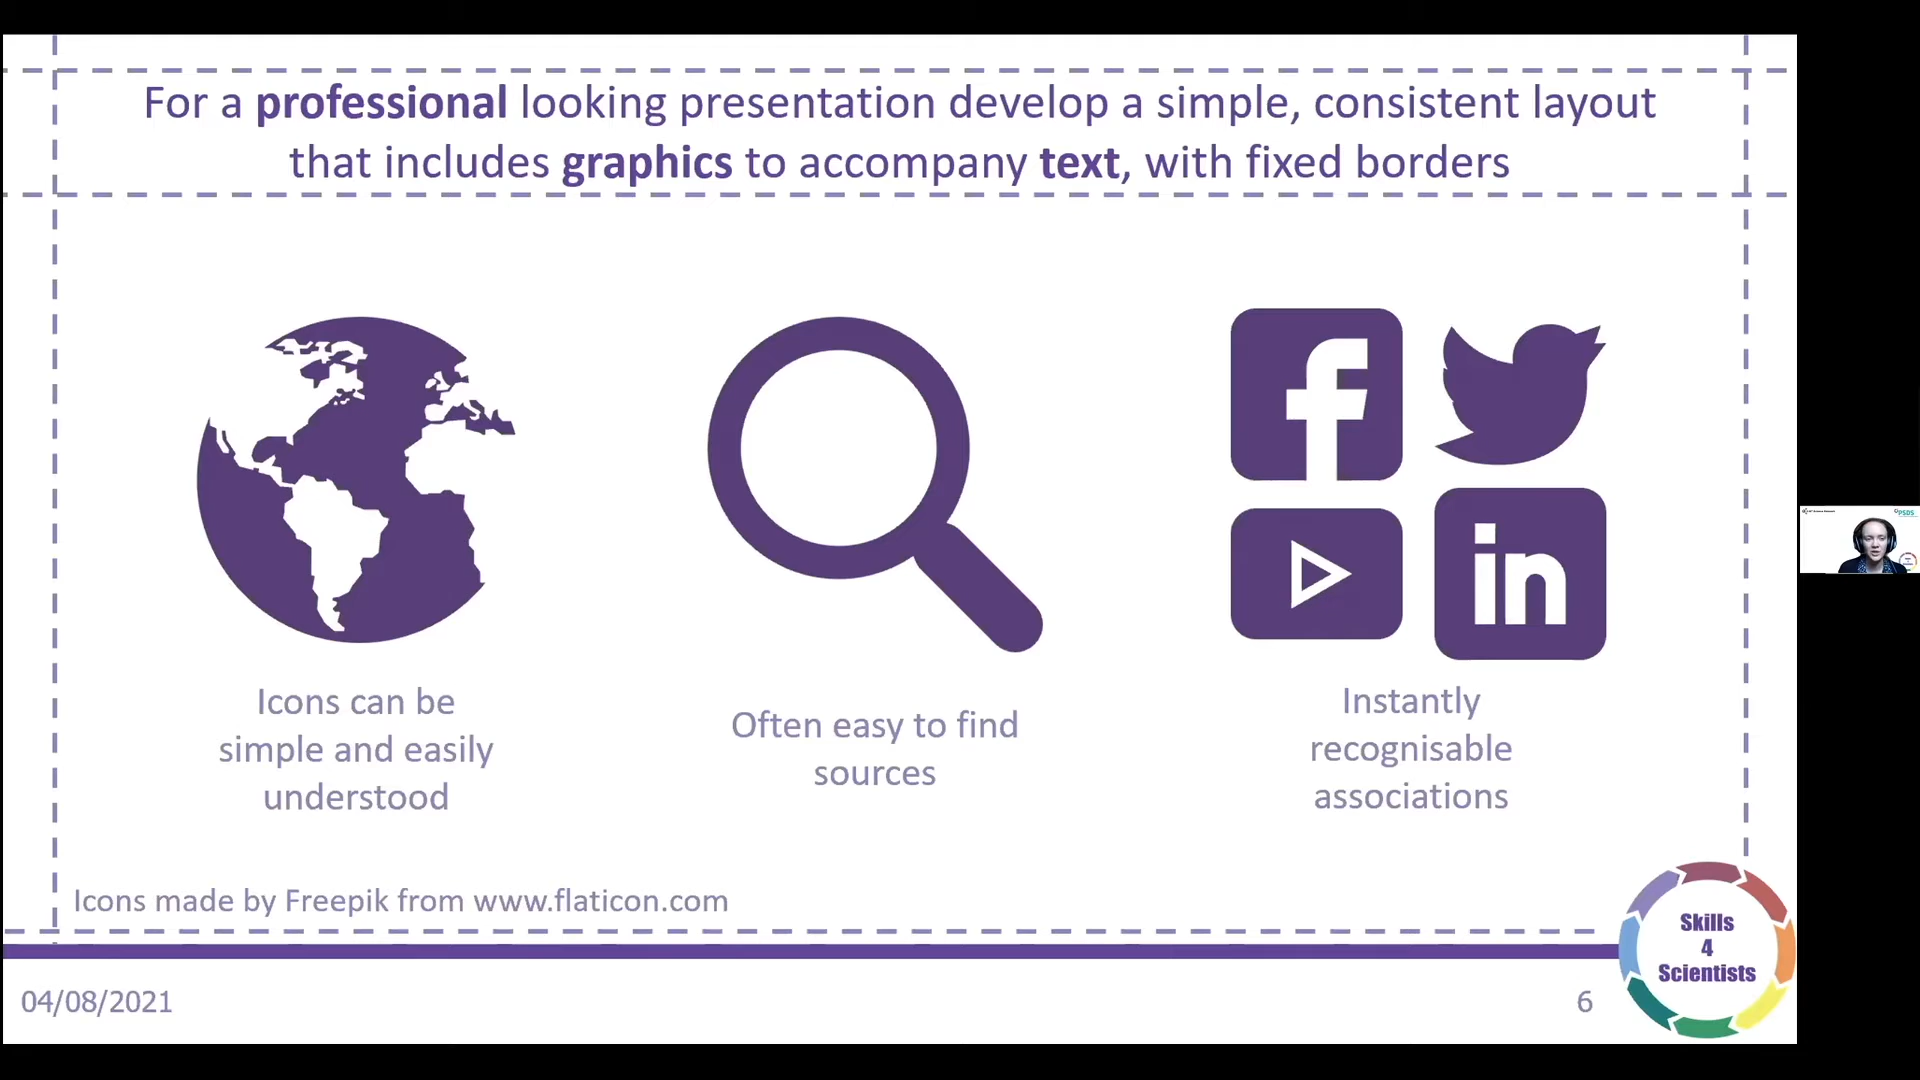 For a professional looking presentation develop a simple, consistent layout
that includes graphics to accompany text, with fixed borders
f
in
Icons can be
simple and easily
understood
Often easy to find
sources
Instantly
recognisable
associations
Icons made by Freepik from www.flaticon.com
Skills
4
Scientists
04/08/2021
6
PSDS